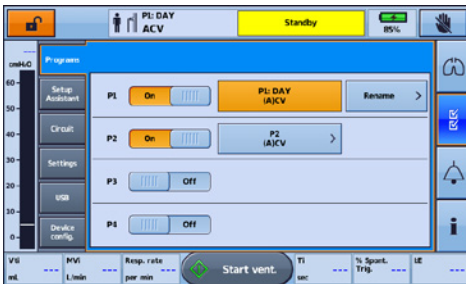 P1: DAY
ACV
Standby
85%
cmH2O
60-
50-
40-
30-
20-
10-
0-
Programs
Setup
Assistant
Circuit
Settings
USB
Device
config.
P1
On
P1: DAY
(A)CV
Rename >
P2
On
P2
(A)CV
>
P3
Off
P4
Off
i
Vti
---
mL
MVi
---
L/min
Resp. rate
---
per min
Start vent.
Ti
---
sec
% Spont.
Trig.
---
I:E
---